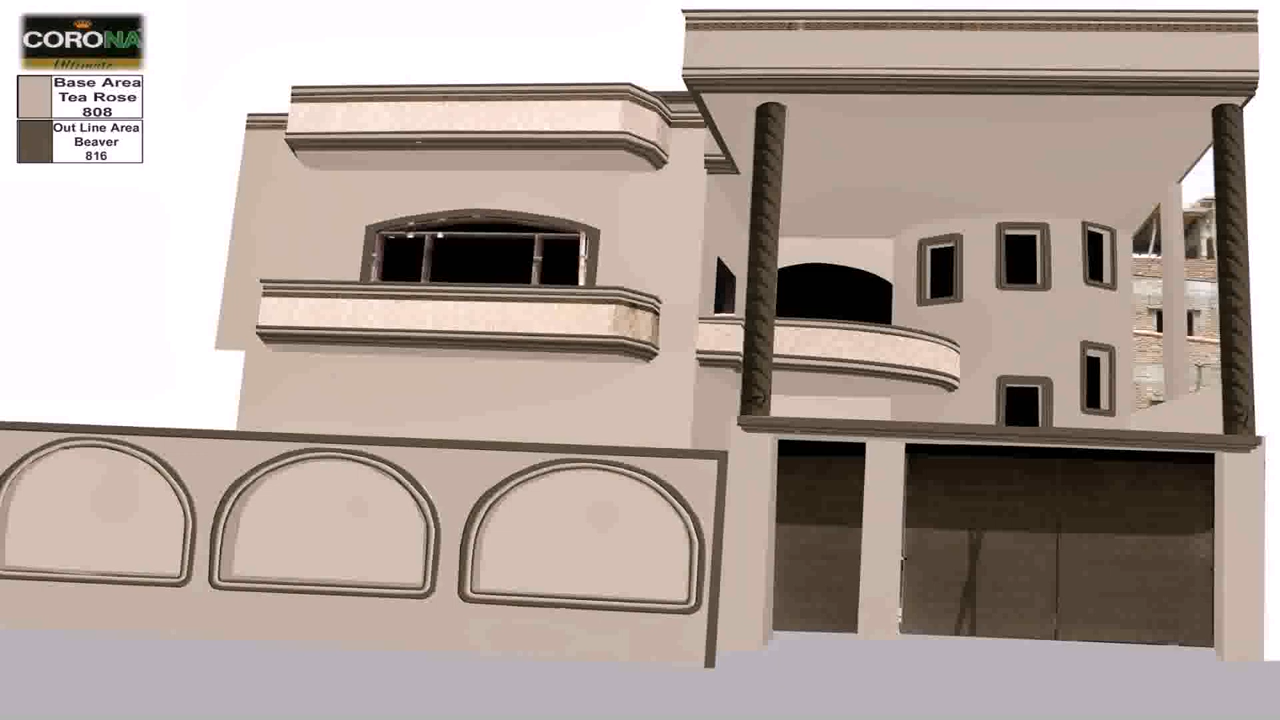 CORONA
Ultimate
Base Area
Tea Rose
808
Out Line Area
Beaver
816